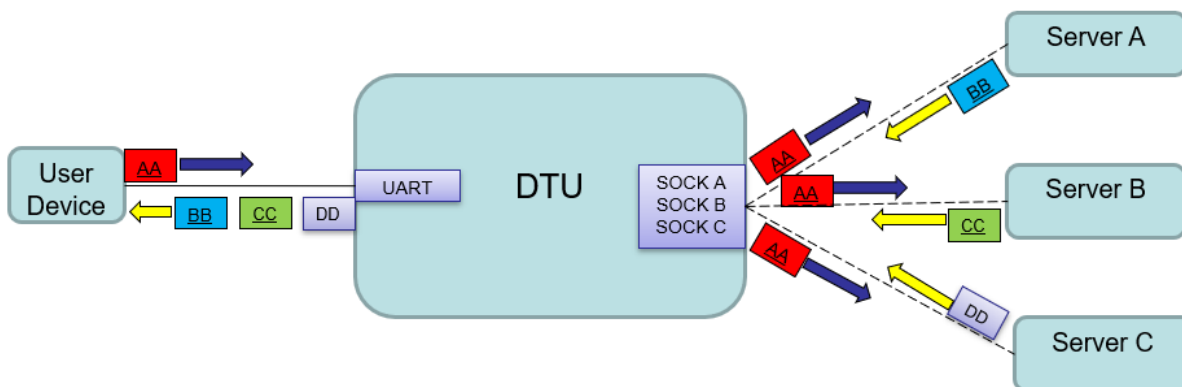 Server A
BB
AA
User
Device
AA
UART
DTU
SOCK A
SOCK B
SOCK C
AA
Server B
BB
CC
DD
CC
AA
DD
Server C